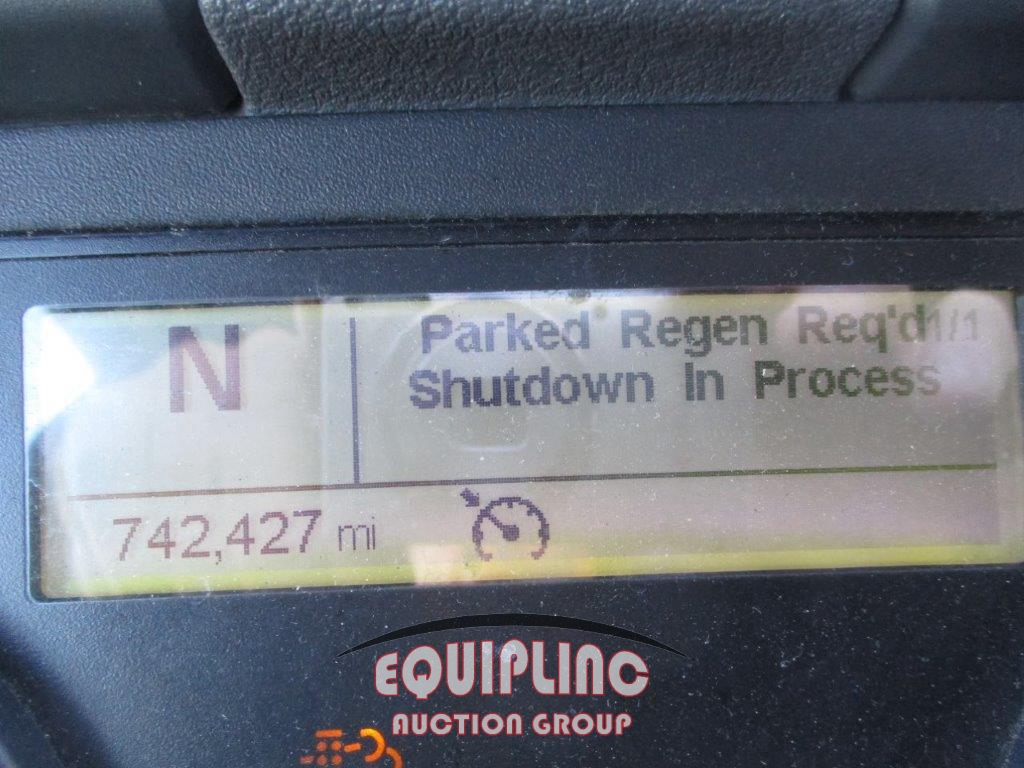 N
Parked Regen Req'd 1/1
Shutdown In Process
742,427 mi
EQUIPLINC
AUCTION GROUP